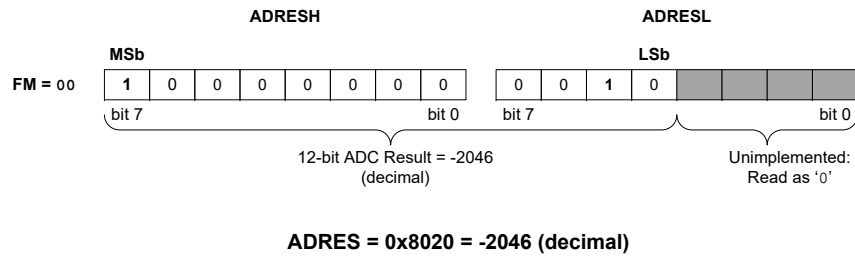 ADRESH ADRESL
MSb LSb
FM = 00 1 0 0 0 0 0 0 0 0 0 1 0
bit 7 bit 0 bit 7 bit 0
12-bit ADC Result = -2046 Unimplemented:
(decimal) Read as ‘0’
ADRES = 0x8020 = -2046 (decimal)